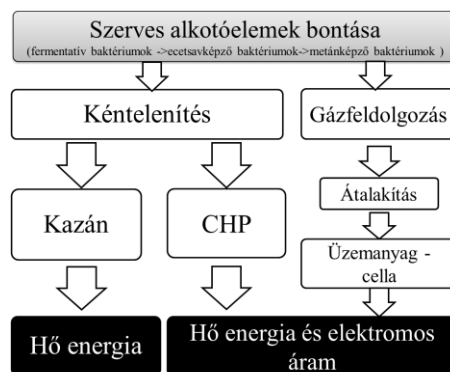 Szerves alkotóelemek bontása
(fermentatív baktériumok ->ecetsavképző baktériumok->metánképző baktériumok )
Kéntelenítés
Gázfeldolgozás
Kazán
CHP
Átalakítás
Üzemanyag -
cella
Hő energia
Hő energia és elektromos
áram